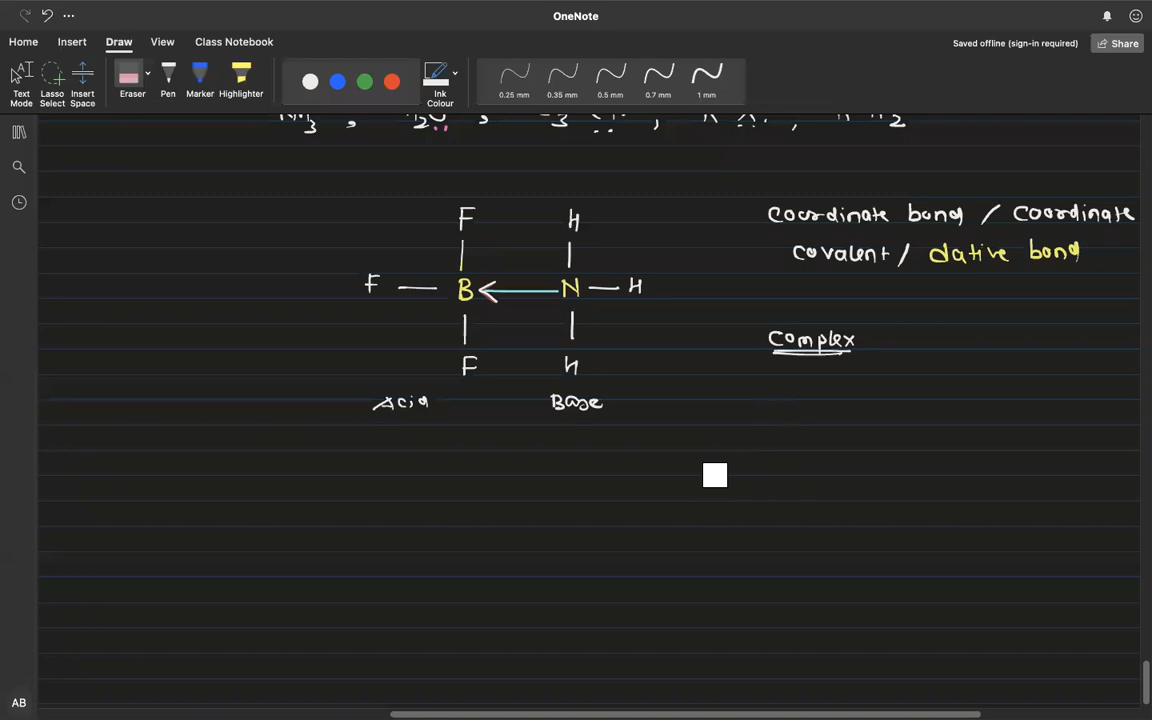 OneNote
Home Insert Draw View Class Notebook
Saved offline (sign-in required) Share
Text Mode Lasso Select Insert Space Eraser Pen Marker Highlighter Ink Colour 0.25 mm 0.35 mm 0.5 mm 0.7 mm 1 mm
F H
coordinate bond / coordinate
covalent / dative bond
F — B ← N — H
Complex
F H
Acid Base
AB